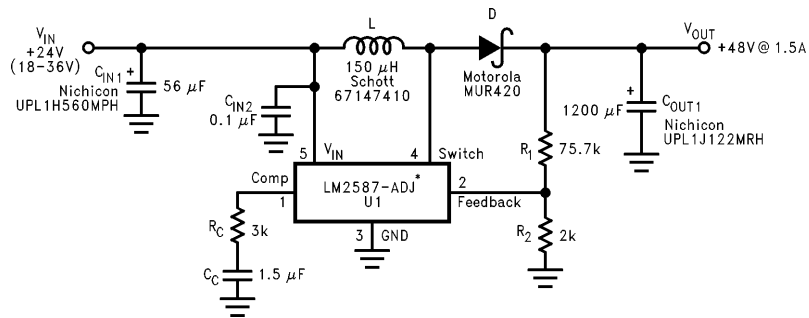 V_IN
+24V
(18-36V)
C_IN1
+
Nichicon
UPL1H560MPH
56 μF
C_IN2
0.1 μF
L
150 μH
Schott
67147410
D
Motorola
MUR420
V_OUT
+48V @ 1.5A
1200 μF
+
C_OUT1
Nichicon
UPL1J122MRH
R_1
75.7k
R_2
2k
5
V_IN
4
Switch
Comp
1
LM2587-ADJ*
U1
2
Feedback
3
GND
R_C
3k
C_C
1.5 μF